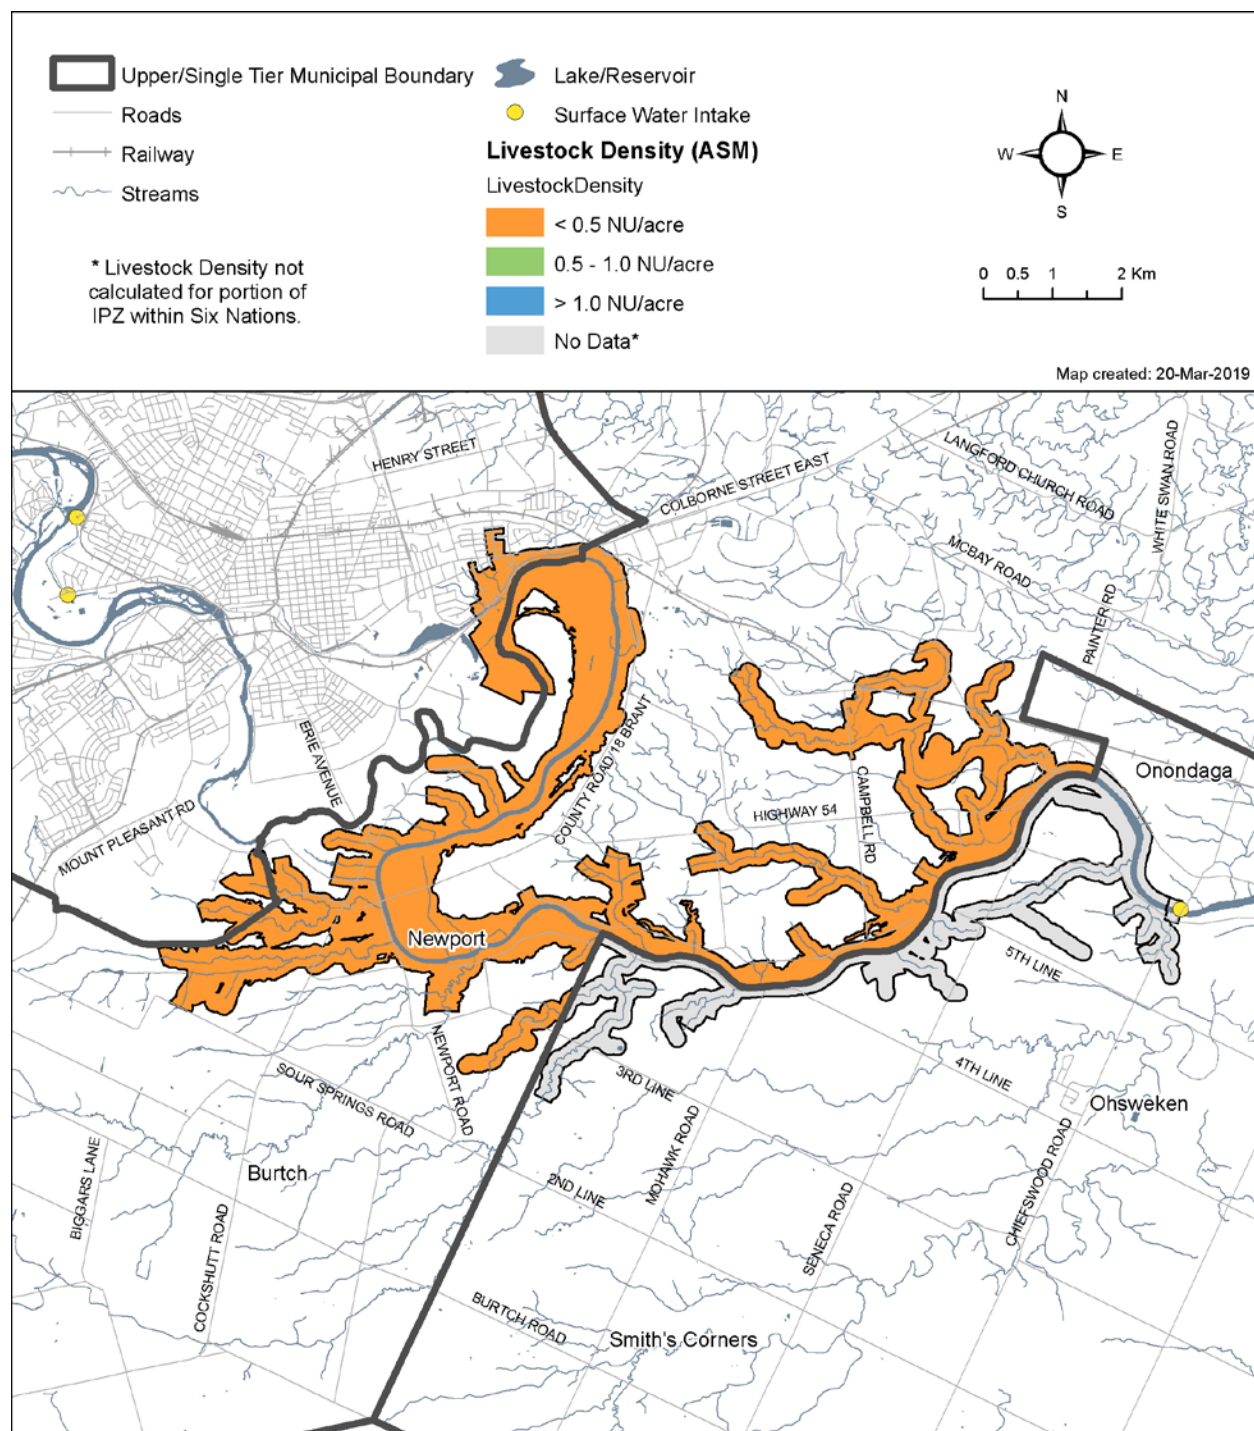 Upper/Single Tier Municipal Boundary
Roads
Railway
Streams
* Livestock Density not
calculated for portion of
IPZ within Six Nations.
Lake/Reservoir
Surface Water Intake
Livestock Density (ASM)
LivestockDensity
< 0.5 NU/acre
0.5 - 1.0 NU/acre
> 1.0 NU/acre
No Data*
N
W E
S
0 0.5 1 2 Km
Map created: 20-Mar-2019
HENRY STREET
COLBORNE STREET EAST
LANGFORD CHURCH ROAD
WHITE SWAN ROAD
MCBAY ROAD
PAINTER RD
ERIE AVENUE
COUNTY ROAD 18 BRANT
MOUNT PLEASANT RD
HIGHWAY 54
CAMPBELL RD
Onondaga
Newport
5TH LINE
NEWPORT ROAD
SOUR SPRINGS ROAD
3RD LINE
4TH LINE
Ohsweken
MOHAWK ROAD
Burtch
BIGGARS LANE
2ND LINE
CHIEFSWOOD ROAD
SENECA ROAD
COCKSHUTT ROAD
BURTCH ROAD
Smith's Corners